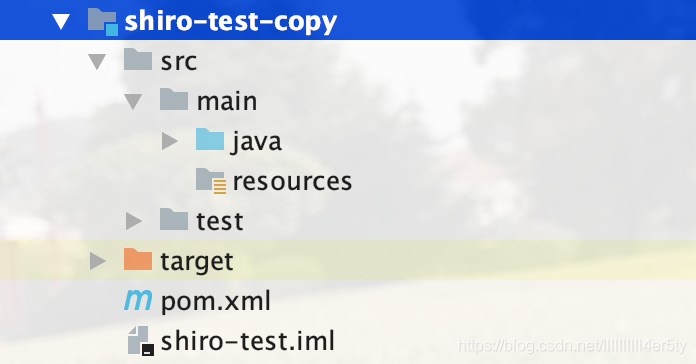 shiro-test-copy
src
main
java
resources
test
target
pom.xml
shiro-test.iml